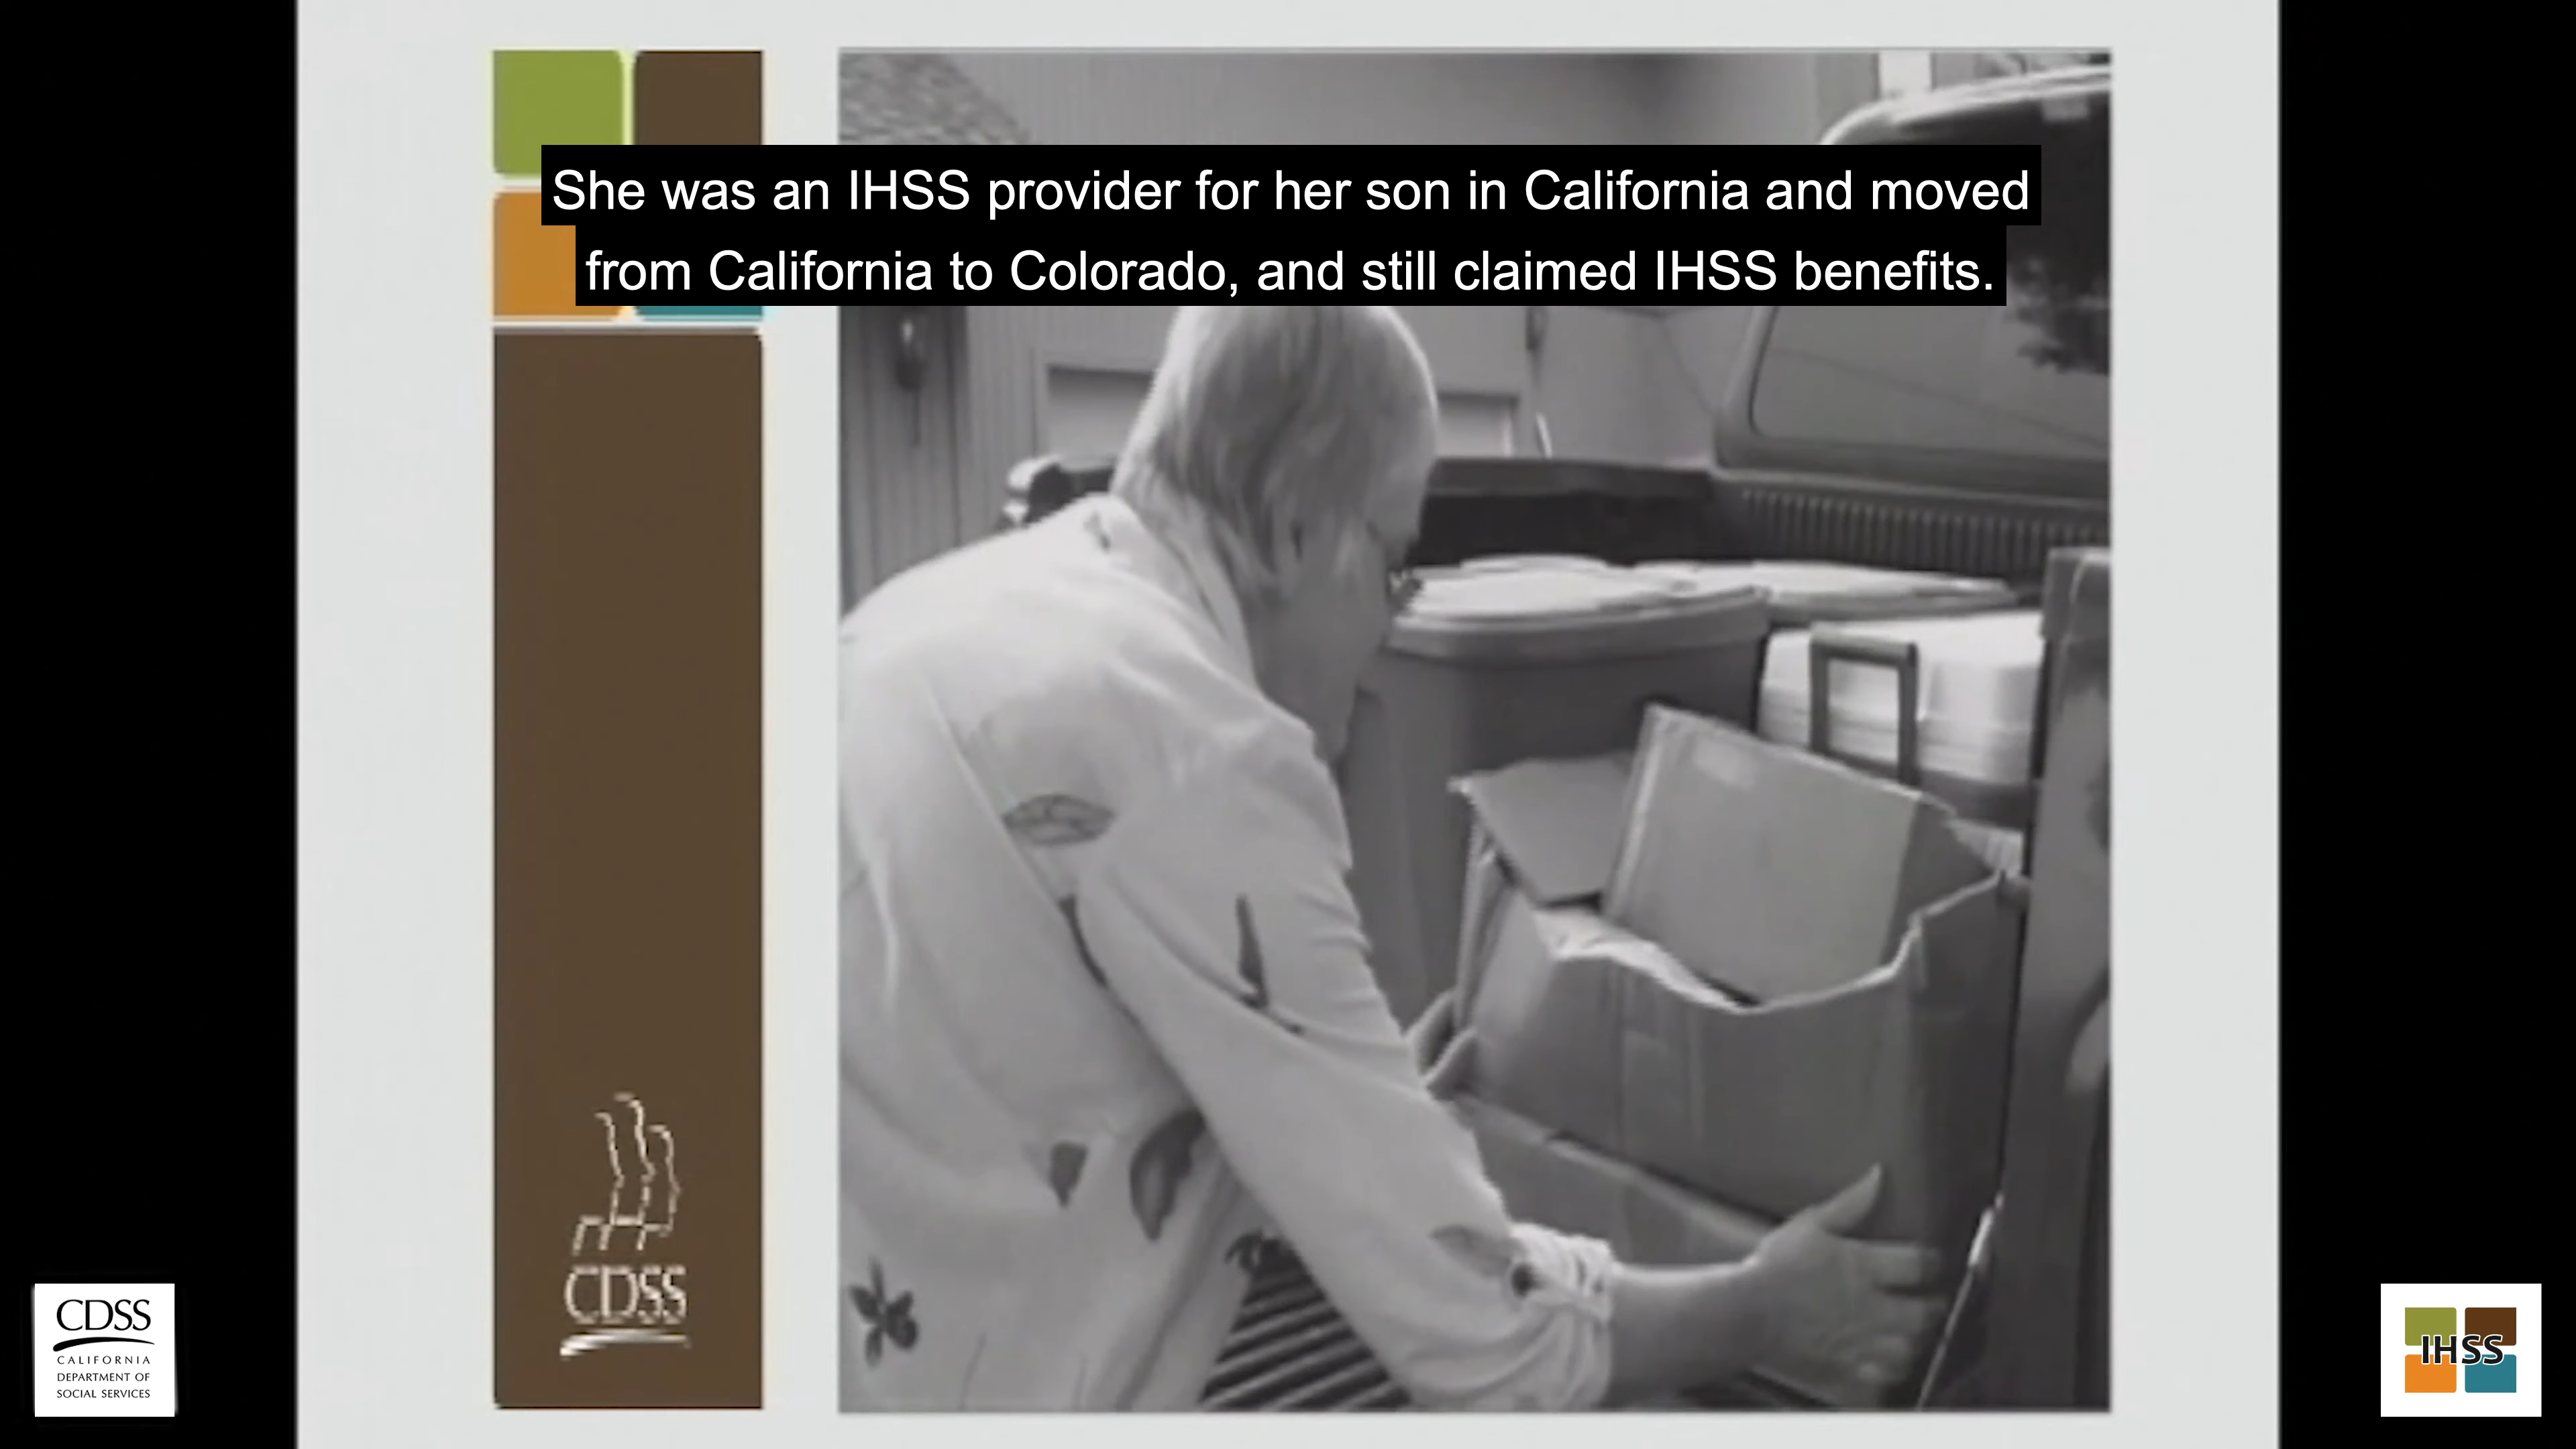 She was an IHSS provider for her son in California and moved
from California to Colorado, and still claimed IHSS benefits.
CDSS
CDSS
CALIFORNIA
DEPARTMENT OF
SOCIAL SERVICES
IHSS